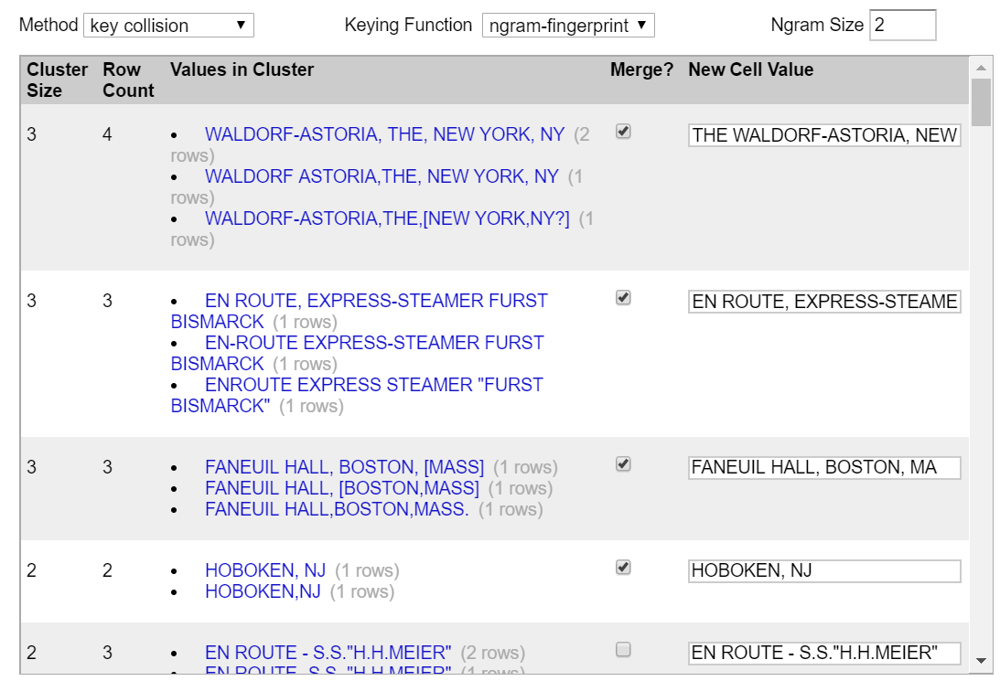 Method key collision Keying Function ngram-fingerprint Ngram Size 2
Cluster Size Row Count Values in Cluster Merge? New Cell Value
3 4 • WALDORF-ASTORIA, THE, NEW YORK, NY (2 THE WALDORF-ASTORIA, NEW
rows)
• WALDORF ASTORIA,THE, NEW YORK, NY (1
rows)
• WALDORF-ASTORIA,THE,[NEW YORK,NY?] (1
rows)
3 3 • EN ROUTE, EXPRESS-STEAMER FURST EN ROUTE, EXPRESS-STEAME
BISMARCK (1 rows)
• EN-ROUTE EXPRESS-STEAMER FURST
BISMARCK (1 rows)
• ENROUTE EXPRESS STEAMER "FURST
BISMARCK" (1 rows)
3 3 • FANEUIL HALL, BOSTON, [MASS] (1 rows) FANEUIL HALL, BOSTON, MA
• FANEUIL HALL, [BOSTON,MASS] (1 rows)
• FANEUIL HALL,BOSTON,MASS. (1 rows)
2 2 • HOBOKEN, NJ (1 rows) HOBOKEN, NJ
• HOBOKEN,NJ (1 rows)
2 3 • EN ROUTE - S.S."H.H.MEIER" (2 rows) EN ROUTE - S.S."H.H.MEIER"